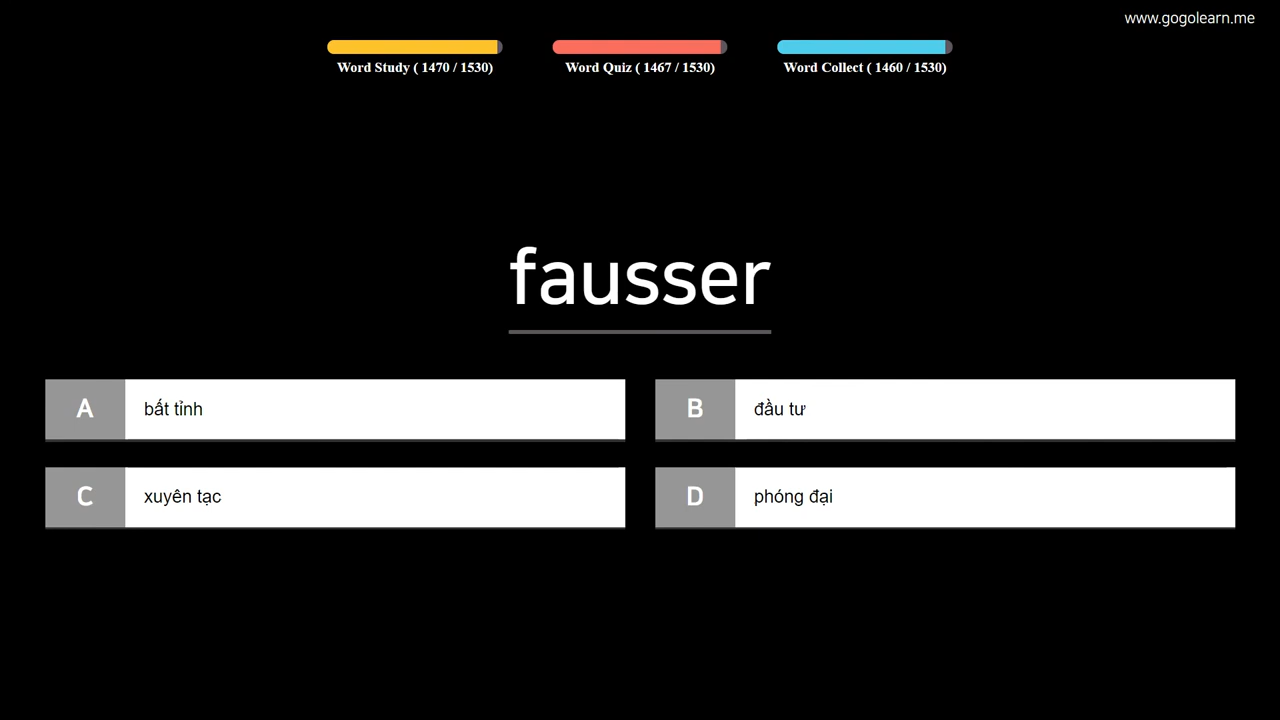 www.gogolearn.me
Word Study ( 1470 / 1530)
Word Quiz ( 1467 / 1530)
Word Collect ( 1460 / 1530)
fausser
A bất tỉnh
B đầu tư
C xuyên tạc
D phóng đại